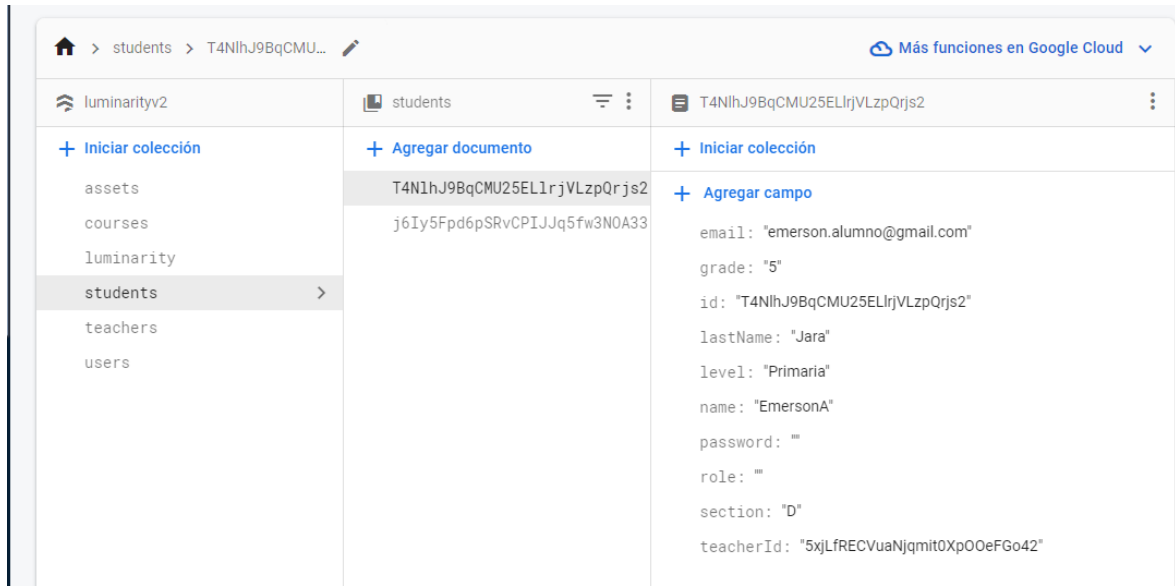 students > T4NlhJ9BqCMU... Más funciones en Google Cloud
luminarityv2
students
T4NlhJ9BqCMU25ELlrjVLzpQrjs2
Iniciar colección
Agregar documento
Iniciar colección
assets
courses
luminarity
students
teachers
users
T4NlhJ9BqCMU25ELlrjVLzpQrjs2
j6Iy5Fpd6pSRvCPIJJq5fw3NOA33
Agregar campo
email: "emerson.alumno@gmail.com"
grade: "5"
id: "T4NlhJ9BqCMU25ELlrjVLzpQrjs2"
lastName: "Jara"
level: "Primaria"
name: "EmersonA"
password: ""
role: ""
section: "D"
teacherId: "5xjLfRECVuaNjqmit0XpOOeFGo42"